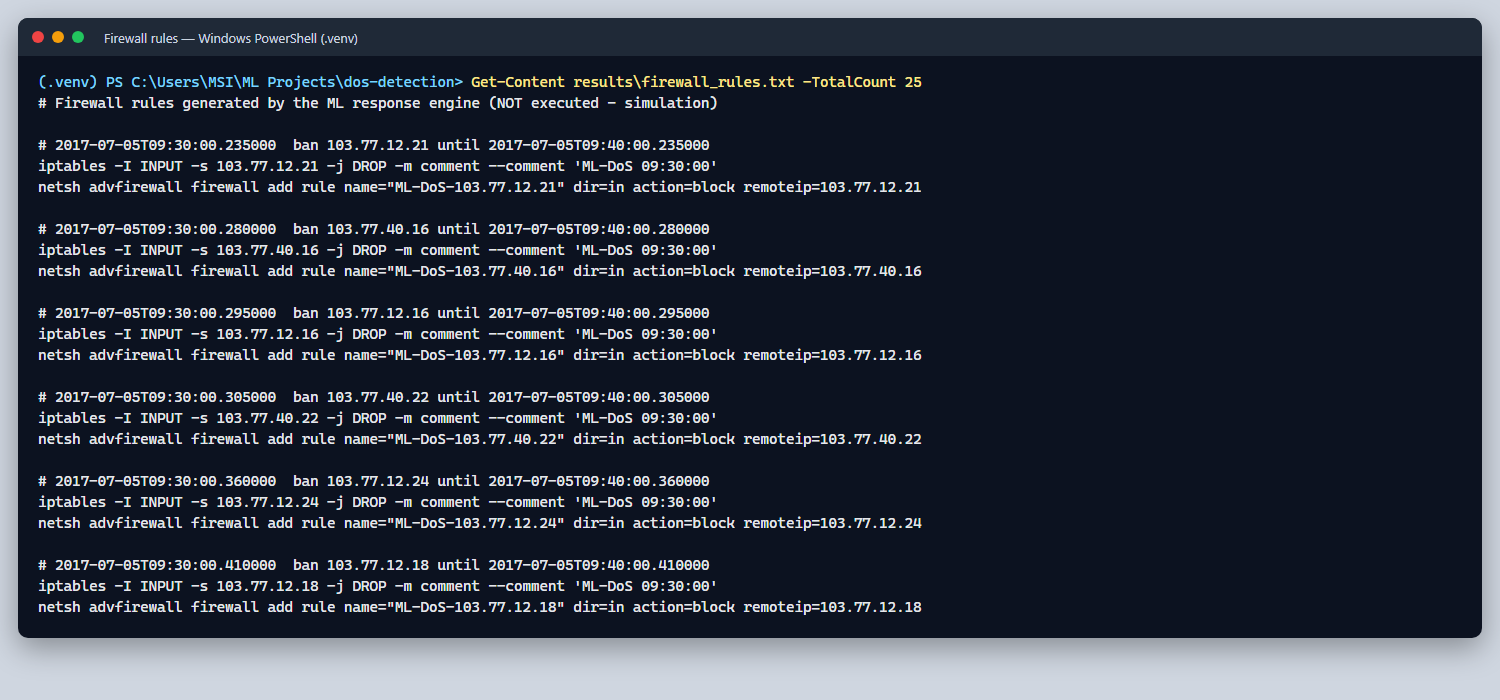 Firewall rules — Windows PowerShell (.venv)
(.venv) PS C:\Users\MSI\ML Projects\dos-detection> Get-Content results\firewall_rules.txt -TotalCount 25
# Firewall rules generated by the ML response engine (NOT executed - simulation)
# 2017-07-05T09:30:00.235000  ban 103.77.12.21 until 2017-07-05T09:40:00.235000
iptables -I INPUT -s 103.77.12.21 -j DROP -m comment --comment 'ML-DoS 09:30:00'
netsh advfirewall firewall add rule name="ML-DoS-103.77.12.21" dir=in action=block remoteip=103.77.12.21
# 2017-07-05T09:30:00.280000  ban 103.77.40.16 until 2017-07-05T09:40:00.280000
iptables -I INPUT -s 103.77.40.16 -j DROP -m comment --comment 'ML-DoS 09:30:00'
netsh advfirewall firewall add rule name="ML-DoS-103.77.40.16" dir=in action=block remoteip=103.77.40.16
# 2017-07-05T09:30:00.295000  ban 103.77.12.16 until 2017-07-05T09:40:00.295000
iptables -I INPUT -s 103.77.12.16 -j DROP -m comment --comment 'ML-DoS 09:30:00'
netsh advfirewall firewall add rule name="ML-DoS-103.77.12.16" dir=in action=block remoteip=103.77.12.16
# 2017-07-05T09:30:00.305000  ban 103.77.40.22 until 2017-07-05T09:40:00.305000
iptables -I INPUT -s 103.77.40.22 -j DROP -m comment --comment 'ML-DoS 09:30:00'
netsh advfirewall firewall add rule name="ML-DoS-103.77.40.22" dir=in action=block remoteip=103.77.40.22
# 2017-07-05T09:30:00.360000  ban 103.77.12.24 until 2017-07-05T09:40:00.360000
iptables -I INPUT -s 103.77.12.24 -j DROP -m comment --comment 'ML-DoS 09:30:00'
netsh advfirewall firewall add rule name="ML-DoS-103.77.12.24" dir=in action=block remoteip=103.77.12.24
# 2017-07-05T09:30:00.410000  ban 103.77.12.18 until 2017-07-05T09:40:00.410000
iptables -I INPUT -s 103.77.12.18 -j DROP -m comment --comment 'ML-DoS 09:30:00'
netsh advfirewall firewall add rule name="ML-DoS-103.77.12.18" dir=in action=block remoteip=103.77.12.18